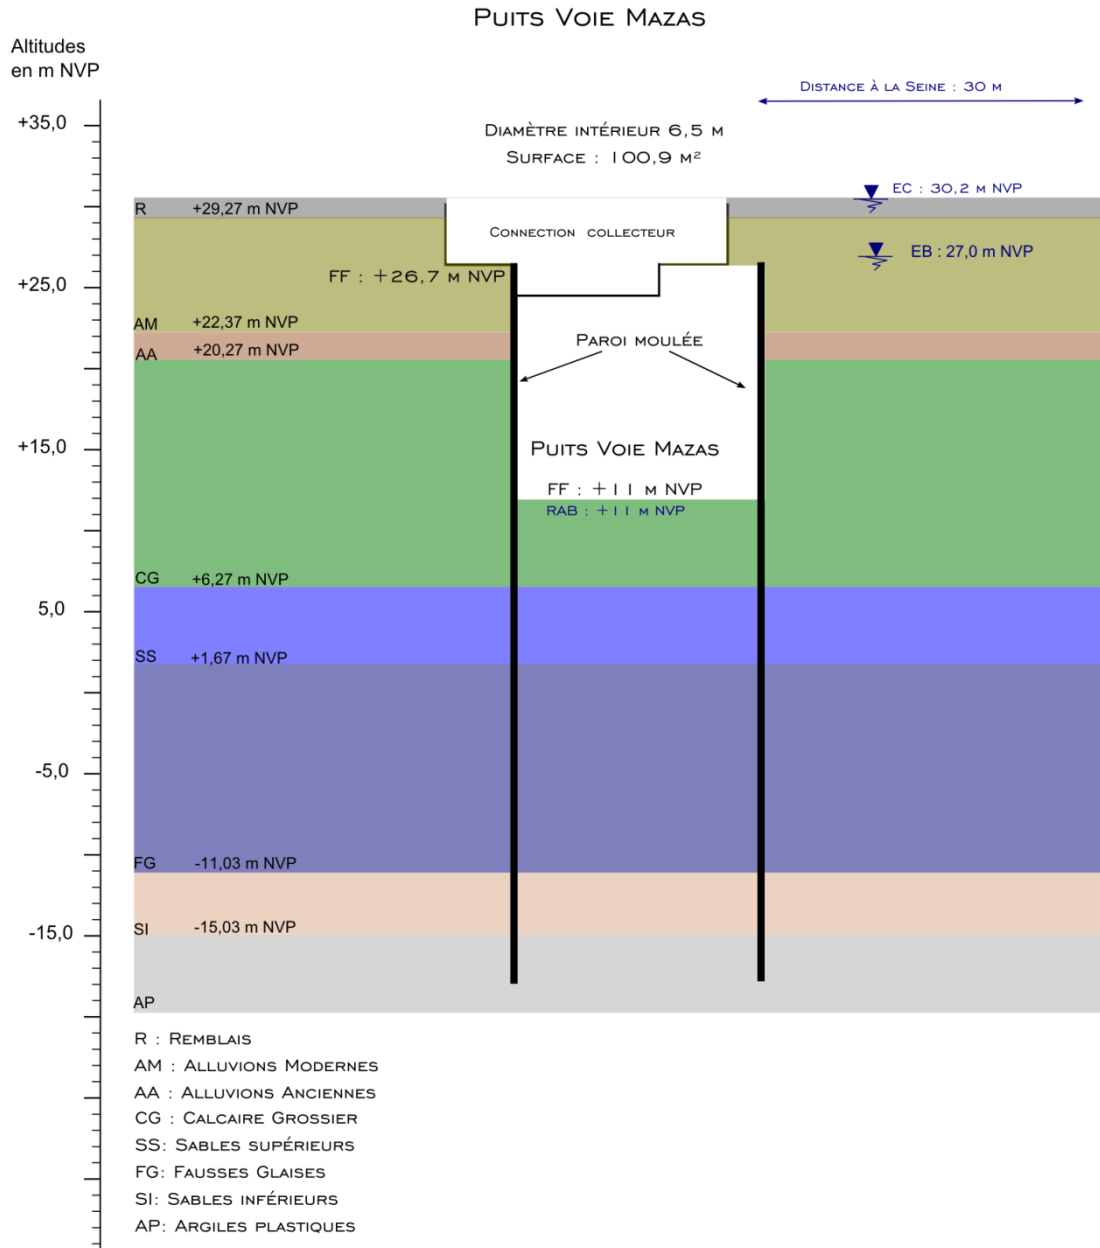 Puits Voie Mazas
Altitudes
en m NVP
Distance à la Seine : 30 m
+35,0
Diamètre intérieur 6,5 m
Surface : 100,9 m²
EC : 30,2 m NVP
R +29,27 m NVP
Connection collecteur
EB : 27,0 m NVP
FF : +26,7 m NVP
+25,0
AM +22,37 m NVP
Paroi moulée
AA +20,27 m NVP
+15,0
Puits Voie Mazas
FF : +11 m NVP
RAB : +11 m NVP
CG +6,27 m NVP
5,0
SS +1,67 m NVP
-5,0
FG -11,03 m NVP
SI -15,03 m NVP
-15,0
AP
R : Remblais
AM : Alluvions Modernes
AA : Alluvions Anciennes
CG : Calcaire Grossier
SS: Sables supérieurs
FG: Fausses Glaises
SI: Sables inférieurs
AP: Argiles plastiques